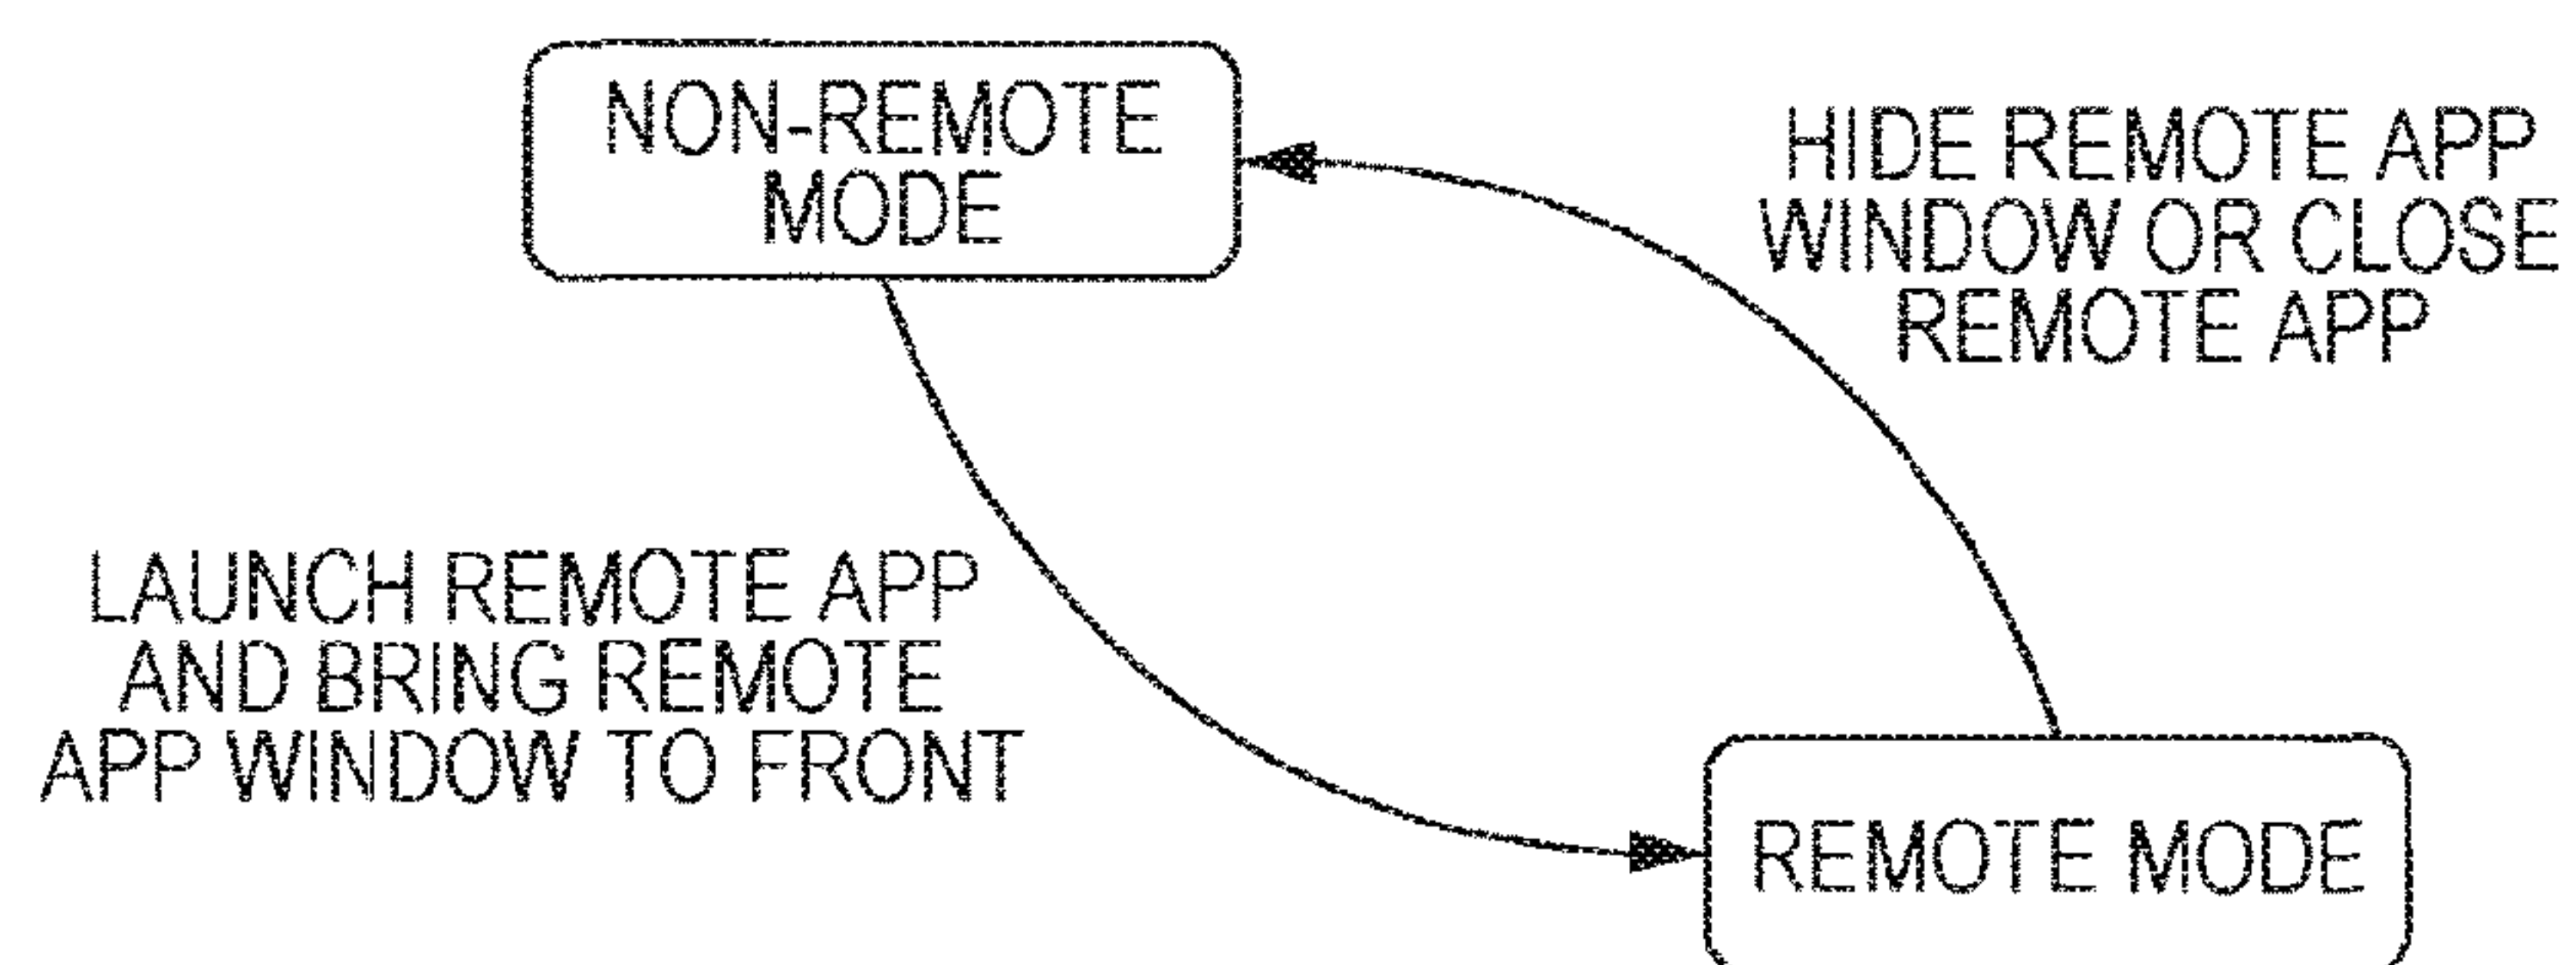 NON-REMOTE
MODE
HIDE REMOTE APP
WINDOW OR CLOSE
REMOTE APP
LAUNCH REMOTE APP
AND BRING REMOTE
APP WINDOW TO FRONT
REMOTE MODE